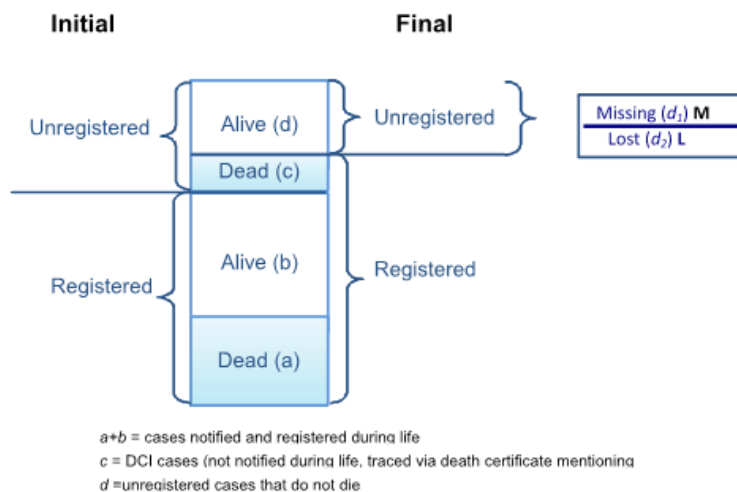 Initial
Final
Unregistered
Alive (d)
Unregistered
Missing (d₁) M
Lost (d₂) L
Dead (c)
Registered
Alive (b)
Registered
Dead (a)
a+b = cases notified and registered during life
c = DCI cases (not notified during life, traced via death certificate mentioning
d =unregistered cases that do not die